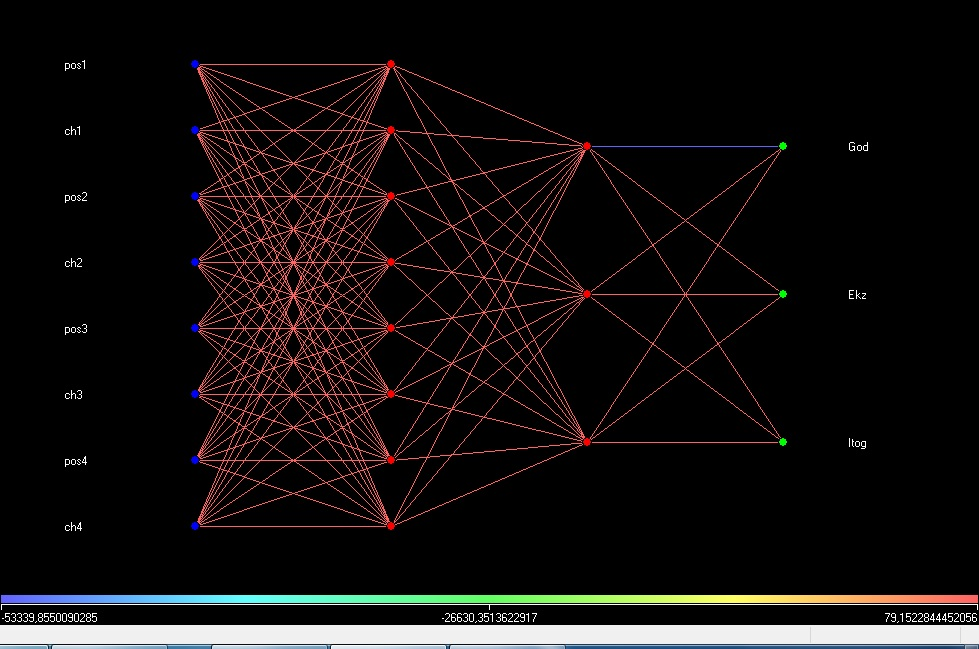 pos1
ch1
pos2
ch2
pos3
ch3
pos4
ch4
God
Ekz
Itog
-53339,8550090285
-26630,3513622917
79,1522844452056